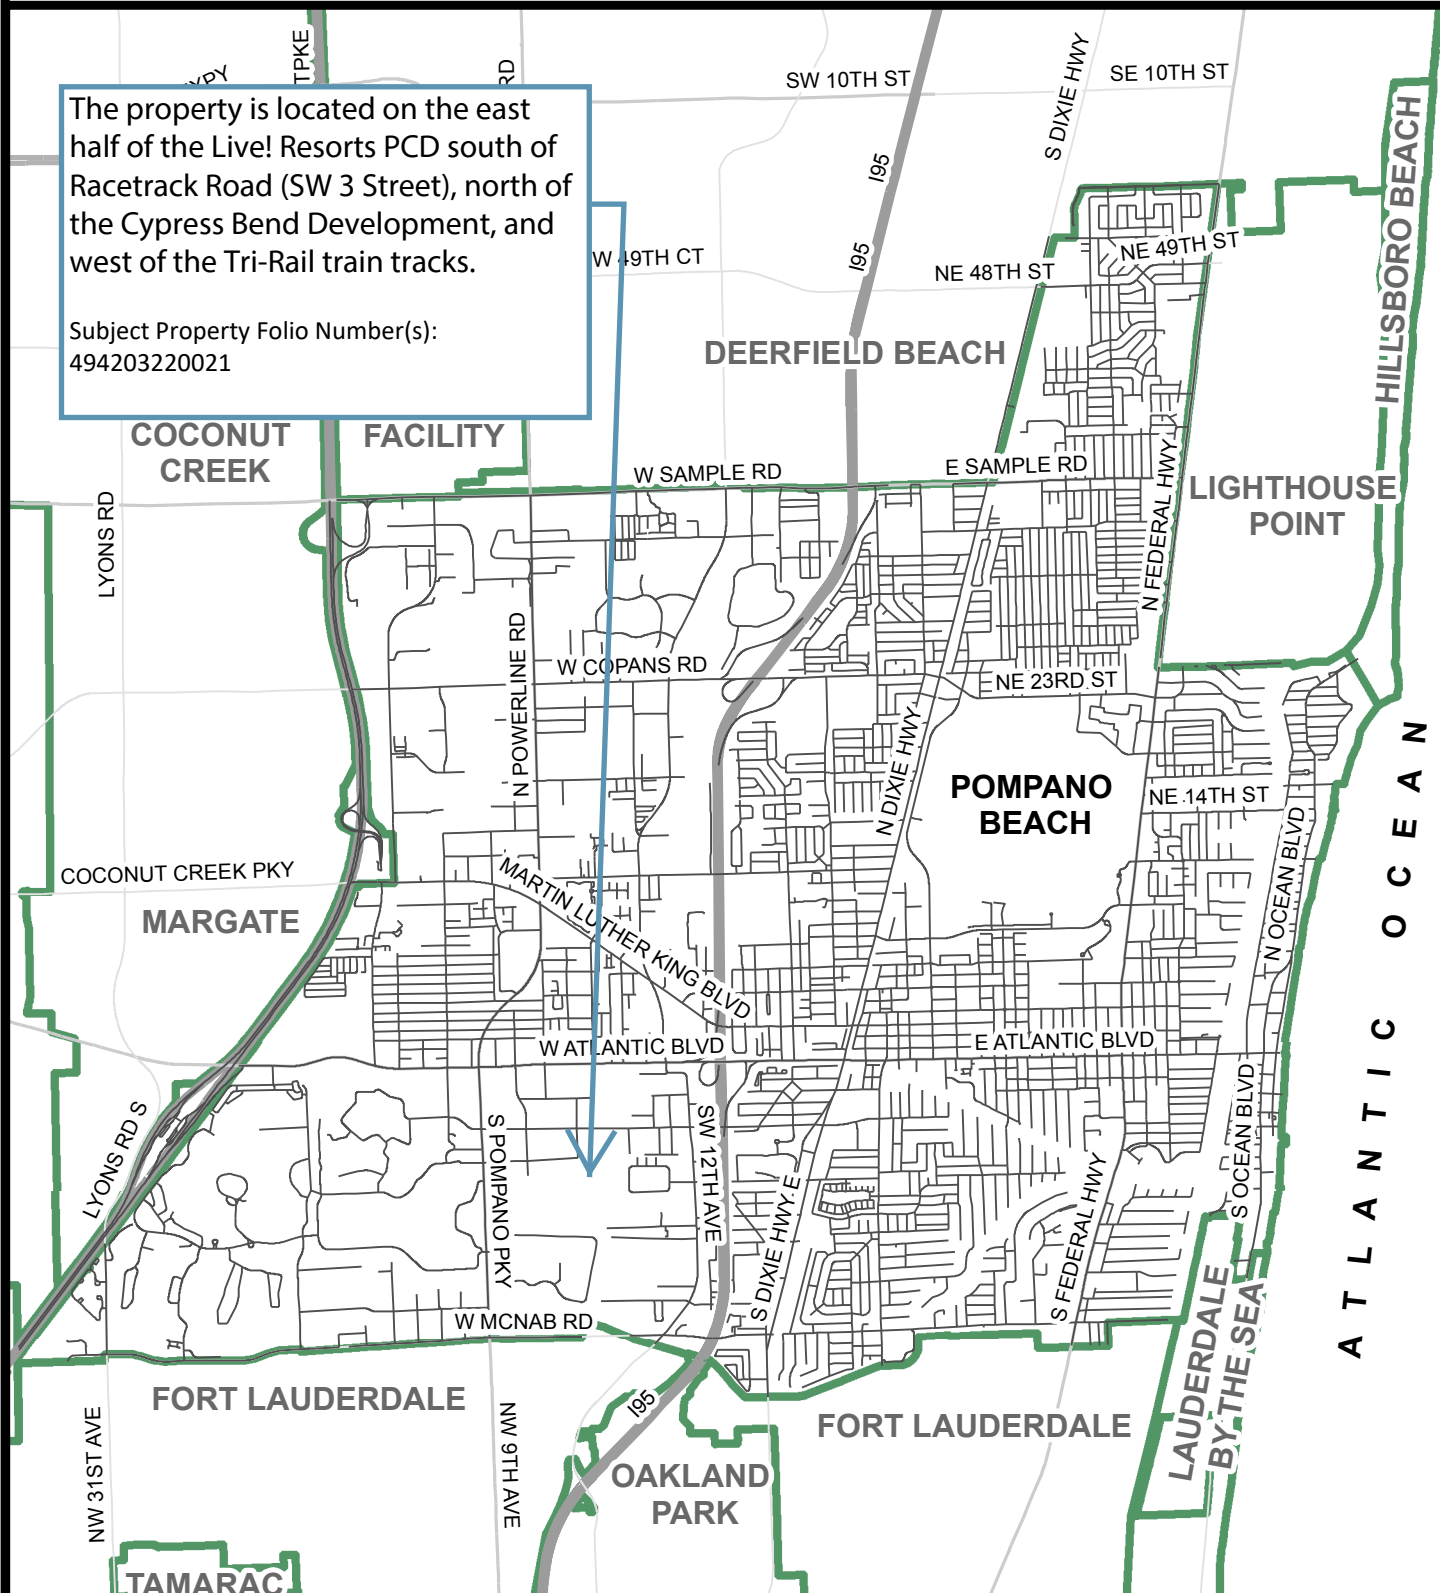 TPKE
RD
SW 10TH ST
S DIXIE HWY
SE 10TH ST
The property is located on the east
half of the Live! Resorts PCD south of
Racetrack Road (SW 3 Street), north of
the Cypress Bend Development, and
west of the Tri-Rail train tracks.
Subject Property Folio Number(s):
494203220021
I95
HILLSBORO BEACH
W 49TH CT
I95
NE 48TH ST
NE 49TH ST
DEERFIELD BEACH
COCONUT
CREEK
FACILITY
W SAMPLE RD
E SAMPLE RD
LYONS RD
N FEDERAL HWY
LIGHTHOUSE
POINT
N POWERLINE RD
W COPANS RD
NE 23RD ST
N DIXIE HWY
POMPANO
BEACH
NE 14TH ST
COCONUT CREEK PKY
MARGATE
MARTIN LUTHER KING BLVD
N OCEAN BLVD
ATLANTIC OCEAN
W ATLANTIC BLVD
E ATLANTIC BLVD
LYONS RD S
S POMPANO PKY
SW 12TH AVE
S DIXIE HWY E
S FEDERAL HWY
S OCEAN BLVD
W MCNAB RD
LAUDERDALE
BY THE SEA
FORT LAUDERDALE
I95
FORT LAUDERDALE
NW 31ST AVE
NW 9TH AVE
OAKLAND
PARK
TAMARAC